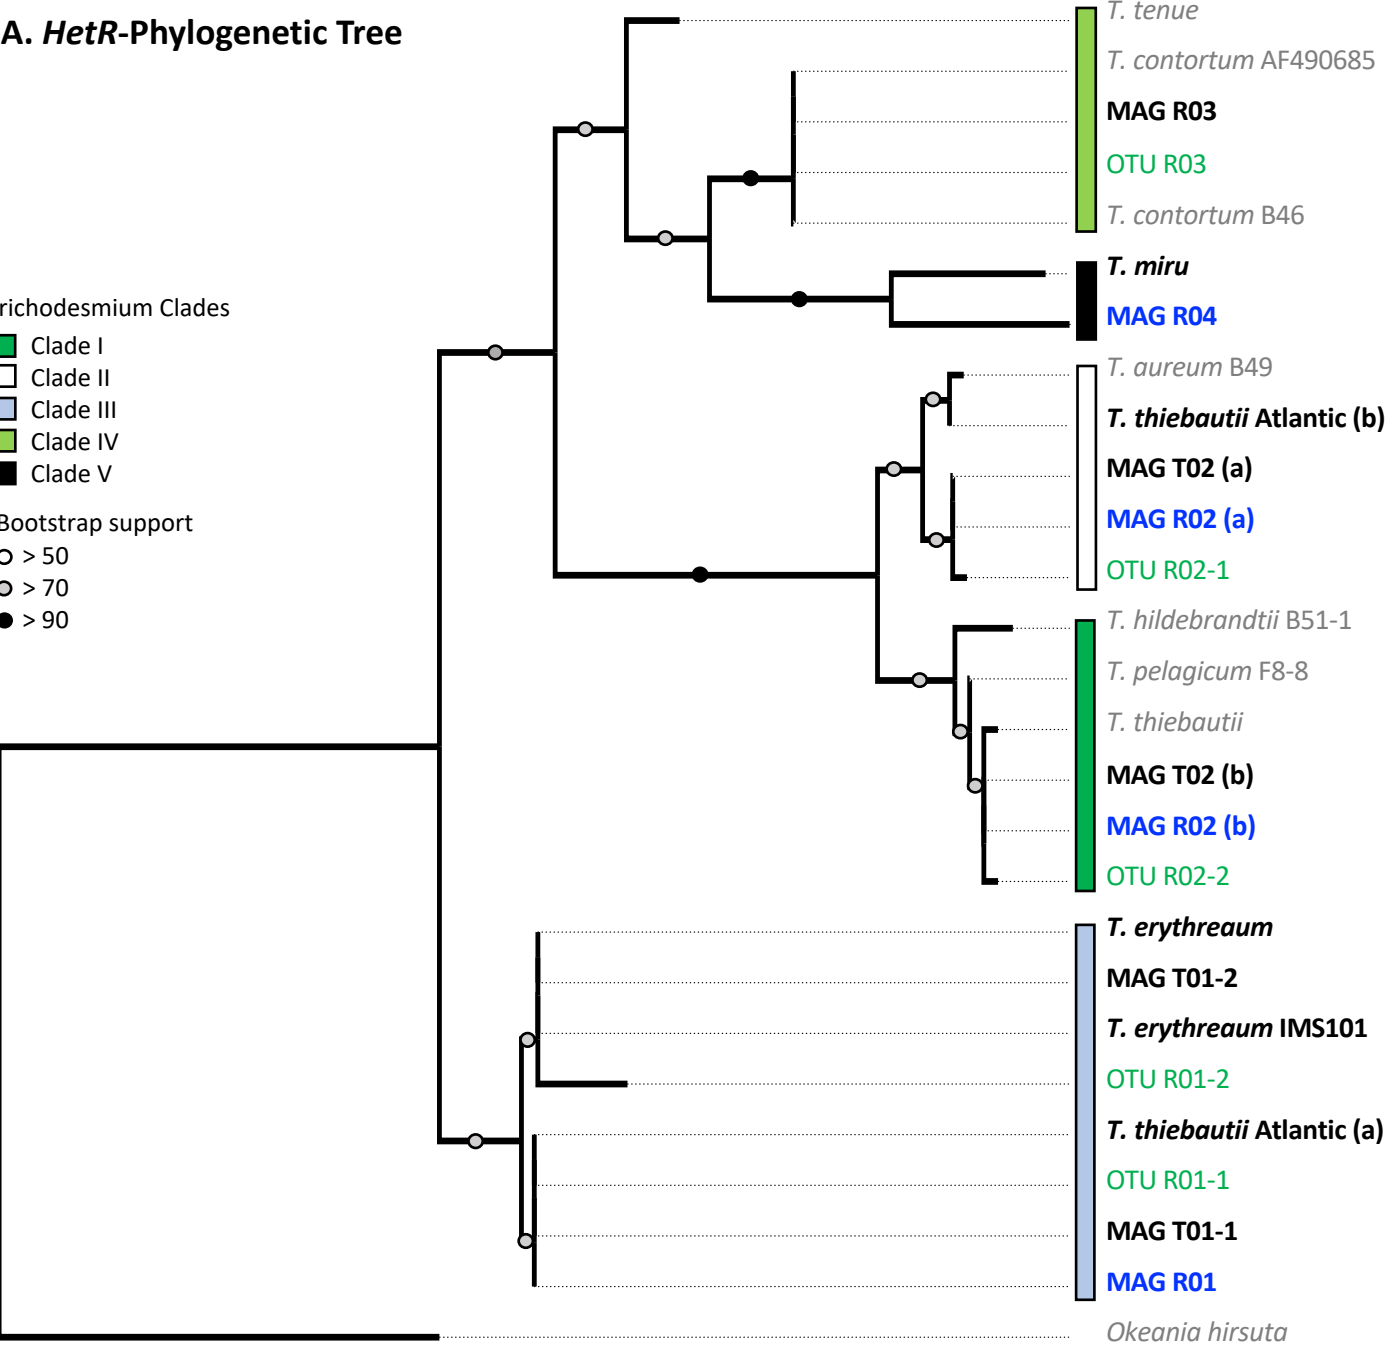 A. HetR-Phylogenetic Tree
richodesmium Clades
Clade I
Clade II
Clade III
Clade IV
Clade V
Bootstrap support
> 50
> 70
> 90
T. tenue
T. contortum AF490685
MAG R03
OTU R03
T. contortum B46
T. miru
MAG R04
T. aureum B49
T. thiebautii Atlantic (b)
MAG T02 (a)
MAG R02 (a)
OTU R02-1
T. hildebrandtii B51-1
T. pelagicum F8-8
T. thiebautii
MAG T02 (b)
MAG R02 (b)
OTU R02-2
T. erythreaum
MAG T01-2
T. erythreaum IMS101
OTU R01-2
T. thiebautii Atlantic (a)
OTU R01-1
MAG T01-1
MAG R01
Okeania hirsuta